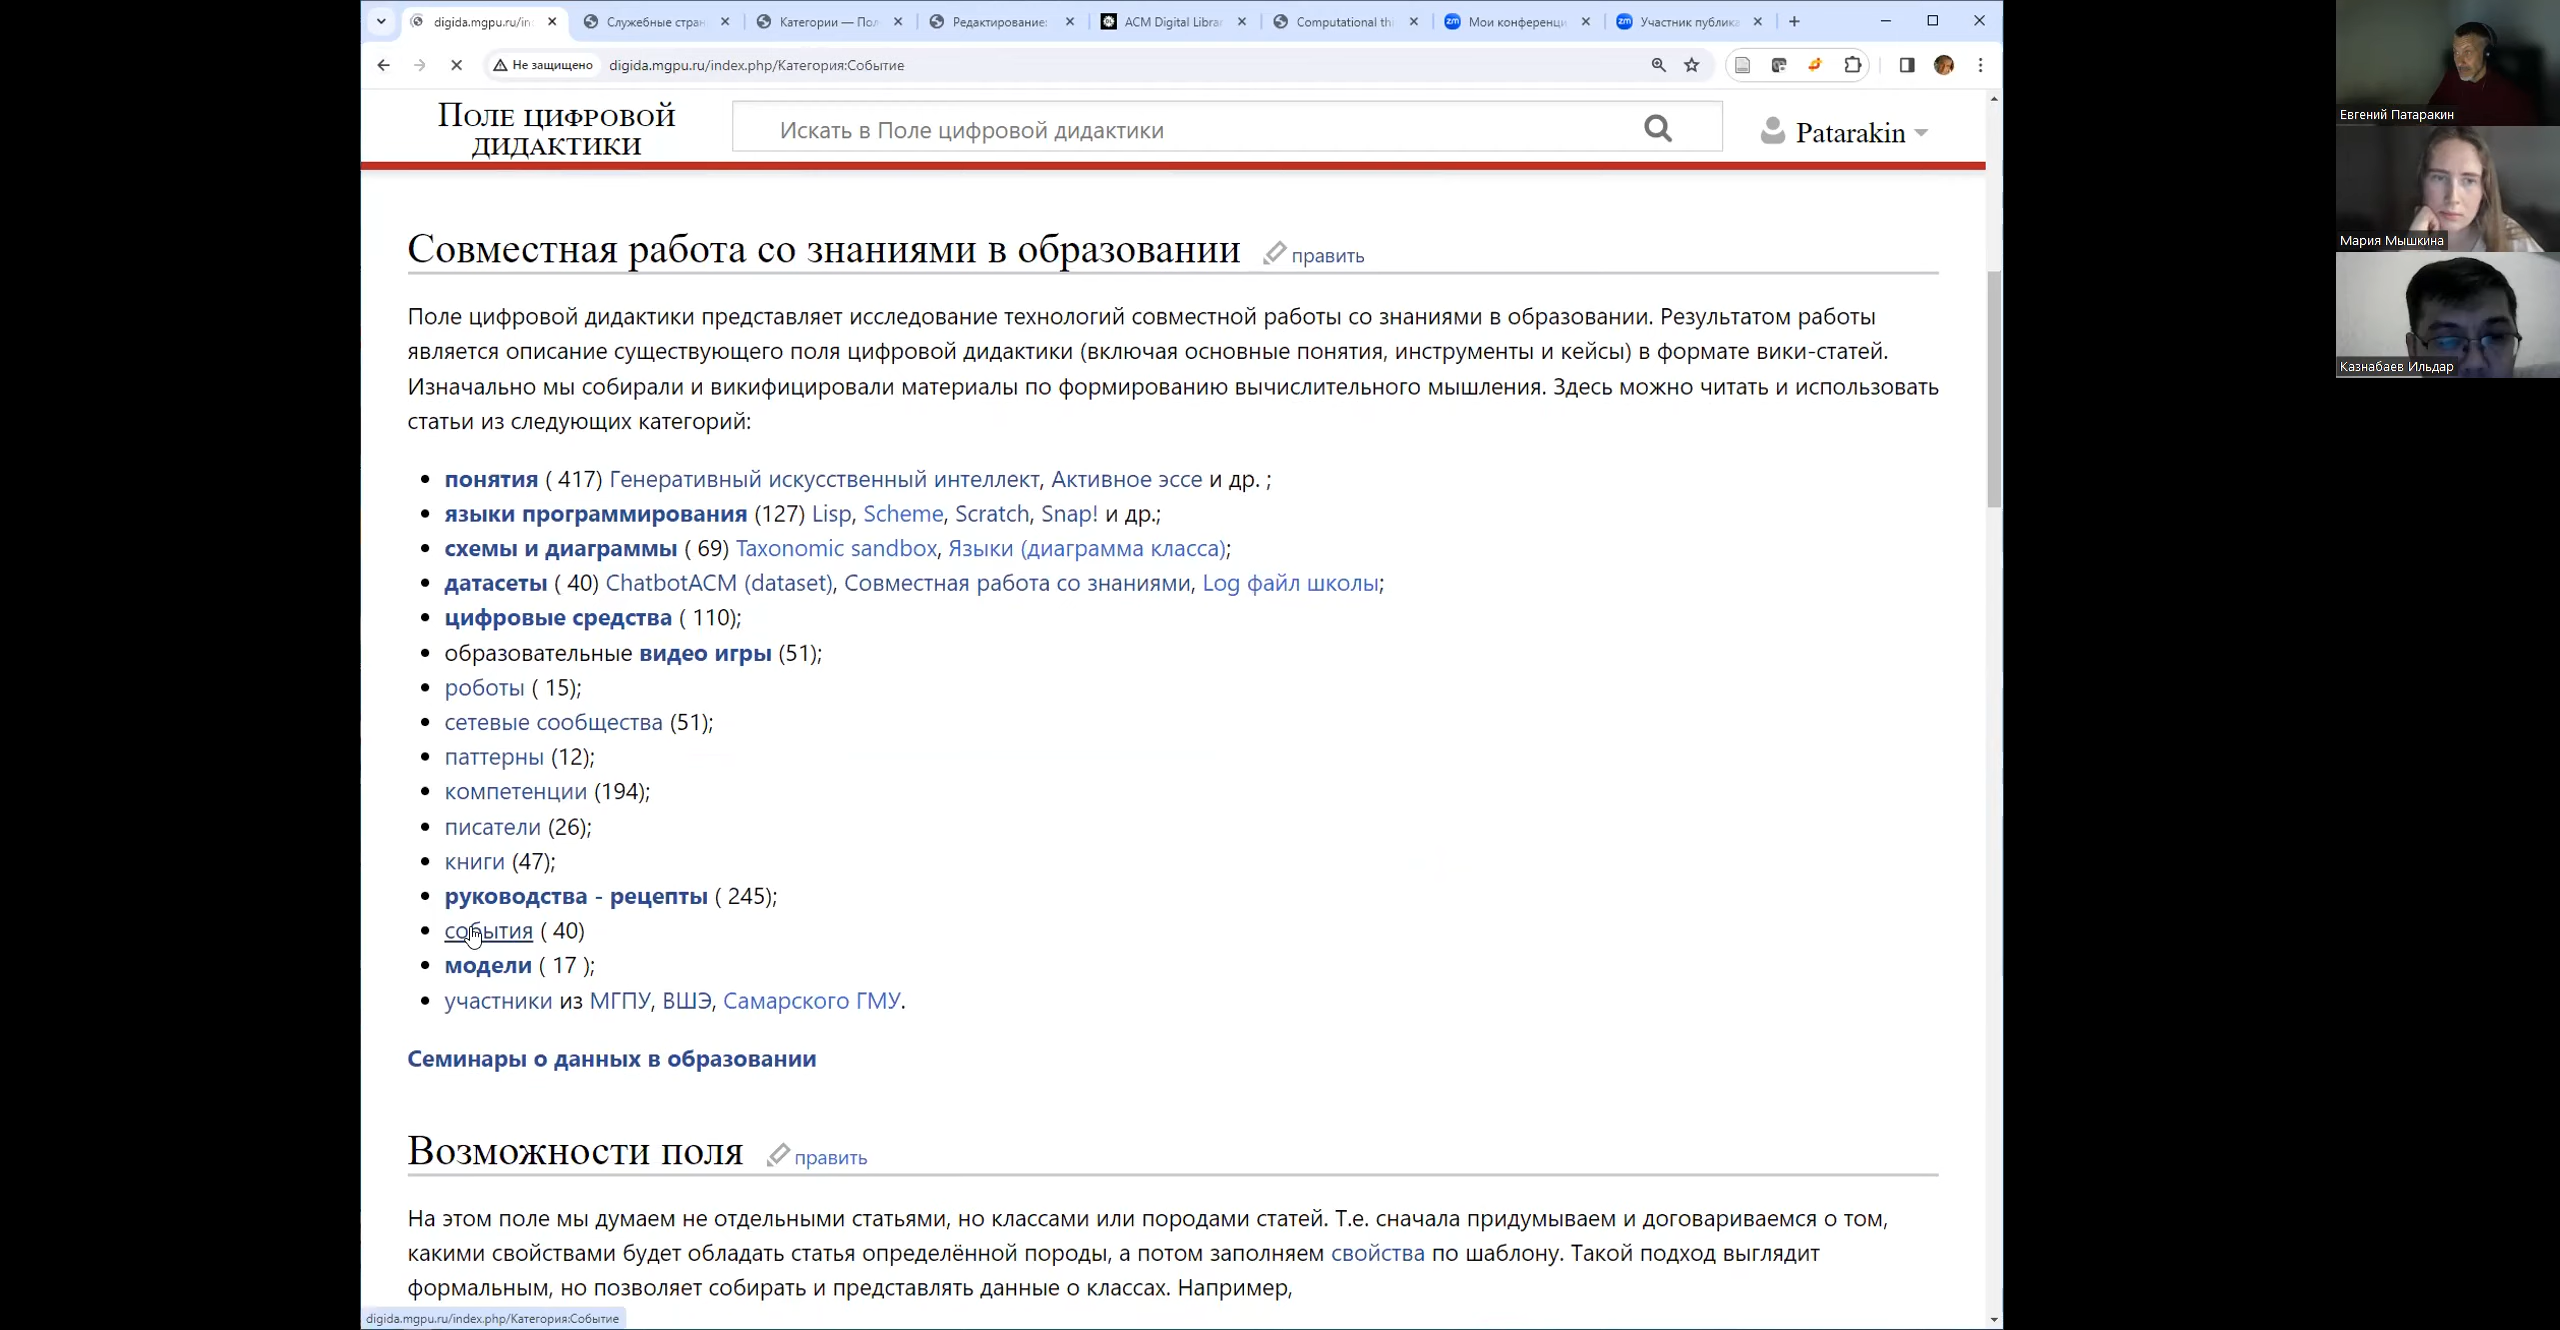 digida.mgpu.ru/in
Служебные стран
Категории — Пол
Редактирование:
ACM Digital Libra
Computational thi
Мои конференци
Участник публика
Не защищено
digida.mgpu.ru/index.php/Категория:Событие
Поле цифровой
дидактики
Искать в Поле цифровой дидактики
Patarakin
Совместная работа со знаниями в образовании
править
Поле цифровой дидактики представляет исследование технологий совместной работы со знаниями в образовании. Результатом работы
является описание существующего поля цифровой дидактики (включая основные понятия, инструменты и кейсы) в формате вики-статей.
Изначально мы собирали и викифицировали материалы по формированию вычислительного мышления. Здесь можно читать и использовать
статьи из следующих категорий:
понятия ( 417) Генеративный искусственный интеллект, Активное эссе и др. ;
языки программирования (127) Lisp, Scheme, Scratch, Snap! и др.;
схемы и диаграммы ( 69) Taxonomic sandbox, Языки (диаграмма класса);
датасеты ( 40) ChatbotACM (dataset), Совместная работа со знаниями, Log файл школы;
цифровые средства ( 110);
образовательные видео игры (51);
роботы ( 15);
сетевые сообщества (51);
паттерны (12);
компетенции (194);
писатели (26);
книги (47);
руководства - рецепты ( 245);
события ( 40)
модели ( 17 );
участники из МГПУ, ВШЭ, Самарского ГМУ.
Семинары о данных в образовании
Возможности поля
править
На этом поле мы думаем не отдельными статьями, но классами или породами статей. Т.е. сначала придумываем и договариваемся о том,
какими свойствами будет обладать статья определённой породы, а потом заполняем свойства по шаблону. Такой подход выглядит
формальным, но позволяет собирать и представлять данные о классах. Например,
digida.mgpu.ru/index.php/Категория:Событие
Евгений Патаракин
Мария Мышкина
Казнабаев Ильдар